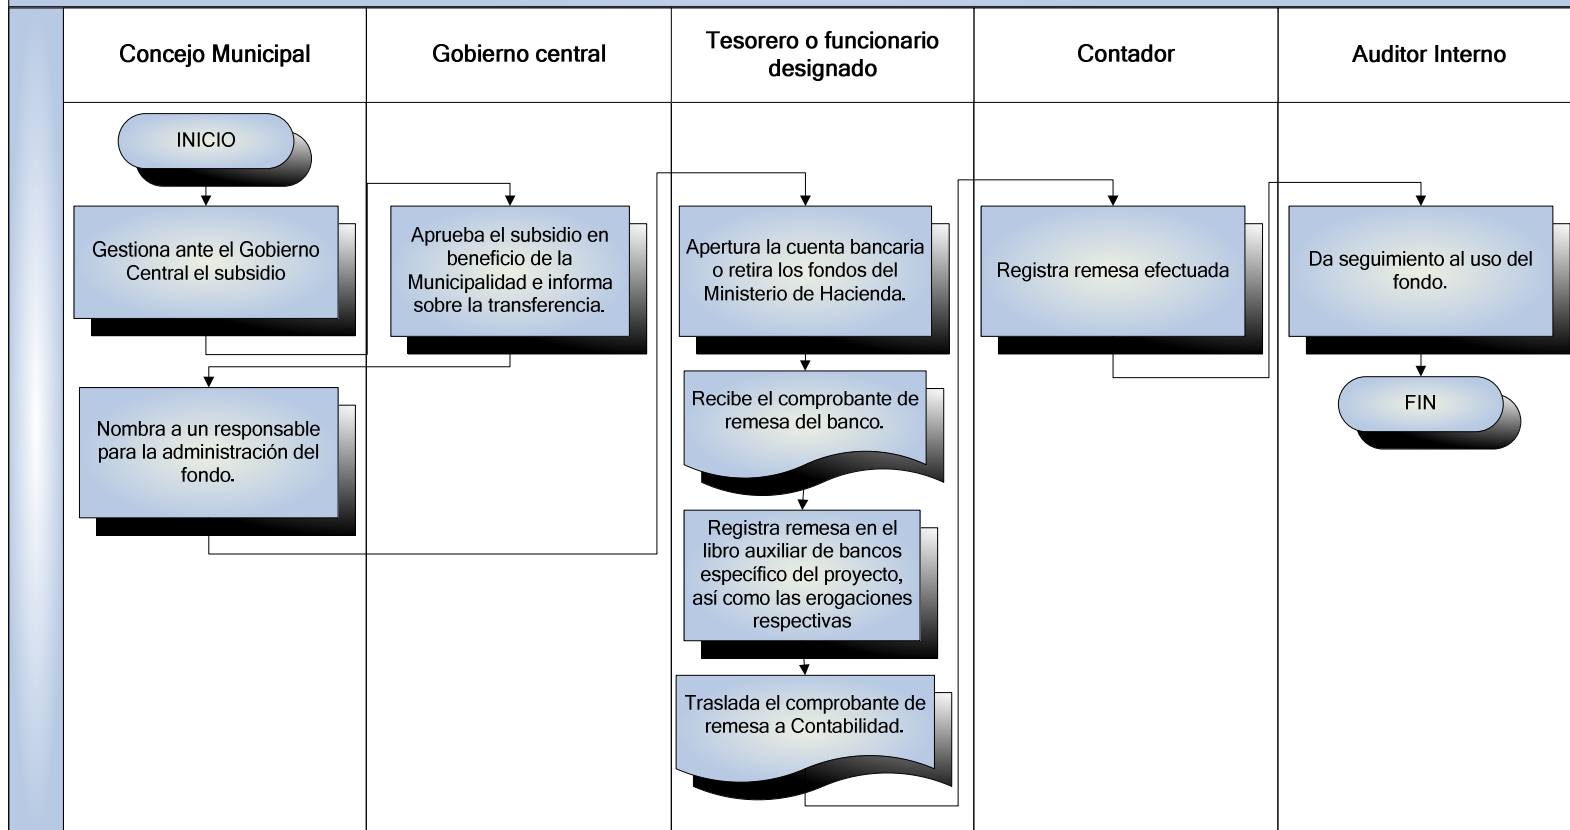 Concejo Municipal
Gobierno central
Tesorero o funcionario
designado
Contador
Auditor Interno
INICIO
Gestiona ante el Gobierno
Central el subsidio
Aprueba el subsidio en
beneficio de la
Municipalidad e informa
sobre la transferencia.
Nombra a un responsable
para la administración del
fondo.
Apertura la cuenta bancaria
o retira los fondos del
Ministerio de Hacienda.
Recibe el comprobante de
remesa del banco.
Registra remesa en el
libro auxiliar de bancos
específico del proyecto,
así como las erogaciones
respectivas
Traslada el comprobante de
remesa a Contabilidad.
Registra remesa efectuada
Da seguimiento al uso del
fondo.
FIN